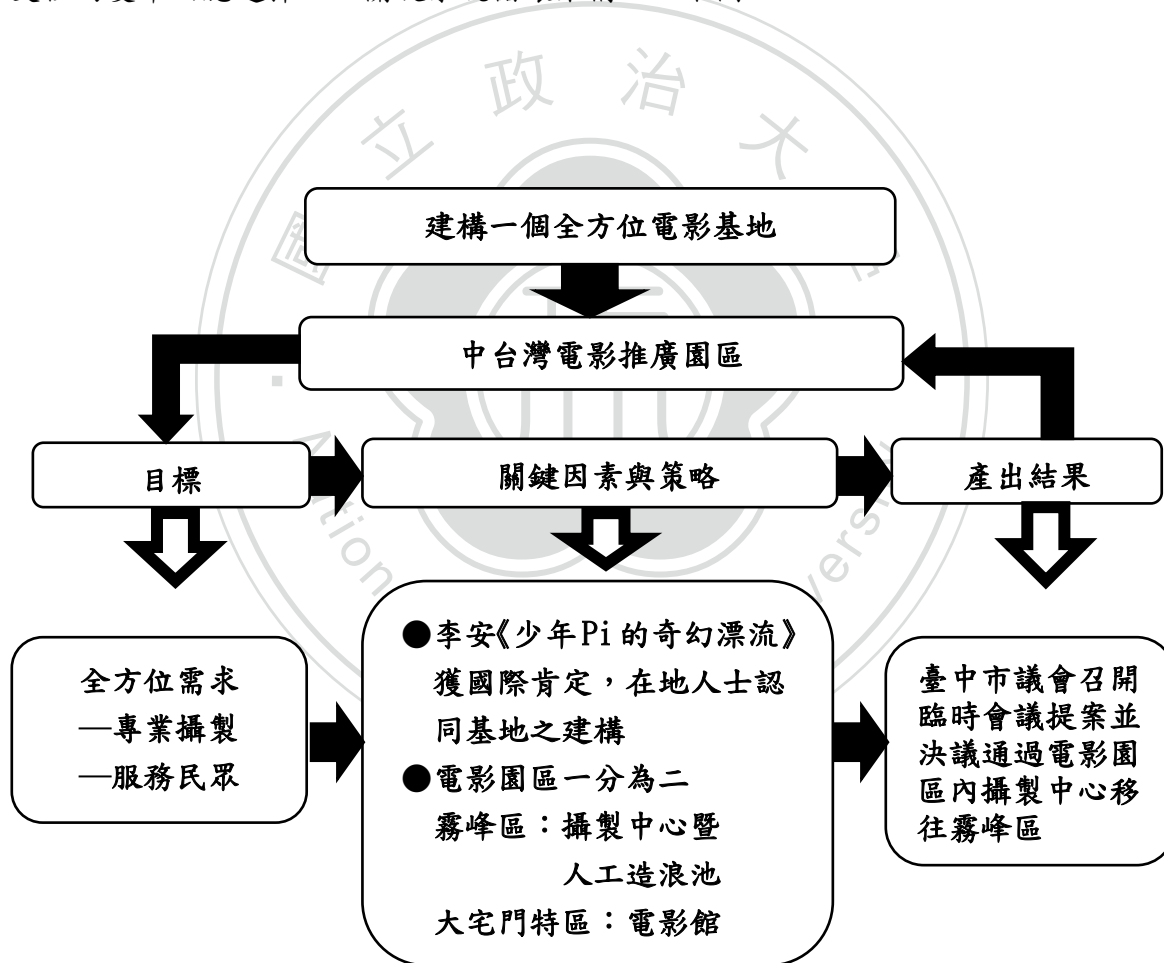 政治大
立
建構一個全方位電影基地
中台灣電影推廣園區
目標
關鍵因素與策略
產出結果
全方位需求
—專業攝製
—服務民眾
●李安《少年Pi的奇幻漂流》
獲國際肯定，在地人士認
同基地之建構
●電影園區一分為二
霧峰區：攝製中心暨
人工造浪池
大宅門特區：電影館
臺中市議會召開
臨時會議提案並
決議通過電影園
區內攝製中心移
往霧峰區